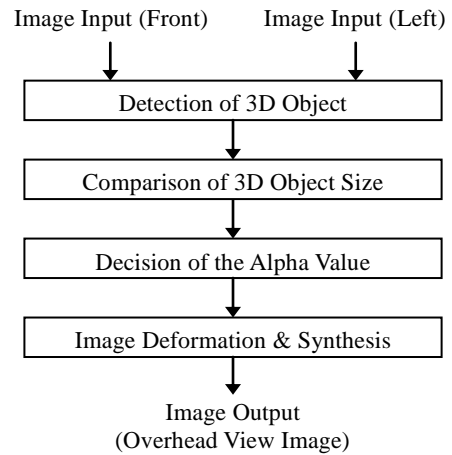 Image Input (Front)
Image Input (Left)
Detection of 3D Object
Comparison of 3D Object Size
Decision of the Alpha Value
Image Deformation & Synthesis
Image Output
(Overhead View Image)